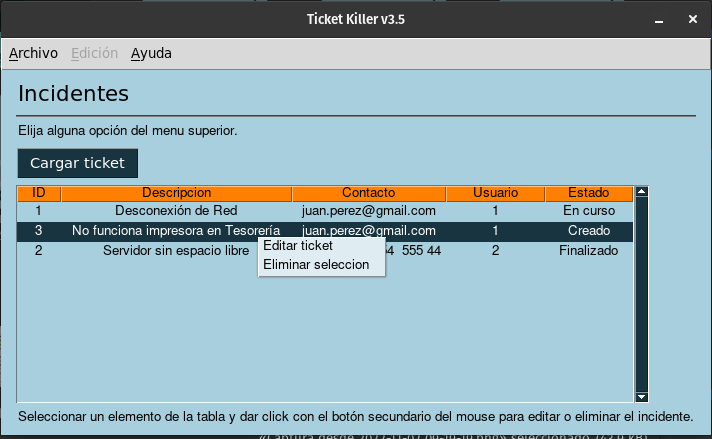 Ticket Killer v3.5
Archivo Edición Ayuda
Incidentes
Elija alguna opción del menu superior.
Cargar ticket
ID Descripcion Contacto Usuario Estado
1 Desconexión de Red juan.perez@gmail.com 1 En curso
3 No funciona impresora en Tesorería juan.perez@gmail.com 1 Creado
Editar ticket
2 Servidor sin espacio libre 555 44 2 Finalizado
Eliminar seleccion
Seleccionar un elemento de la tabla y dar click con el botón secundario del mouse para editar o eliminar el incidente.